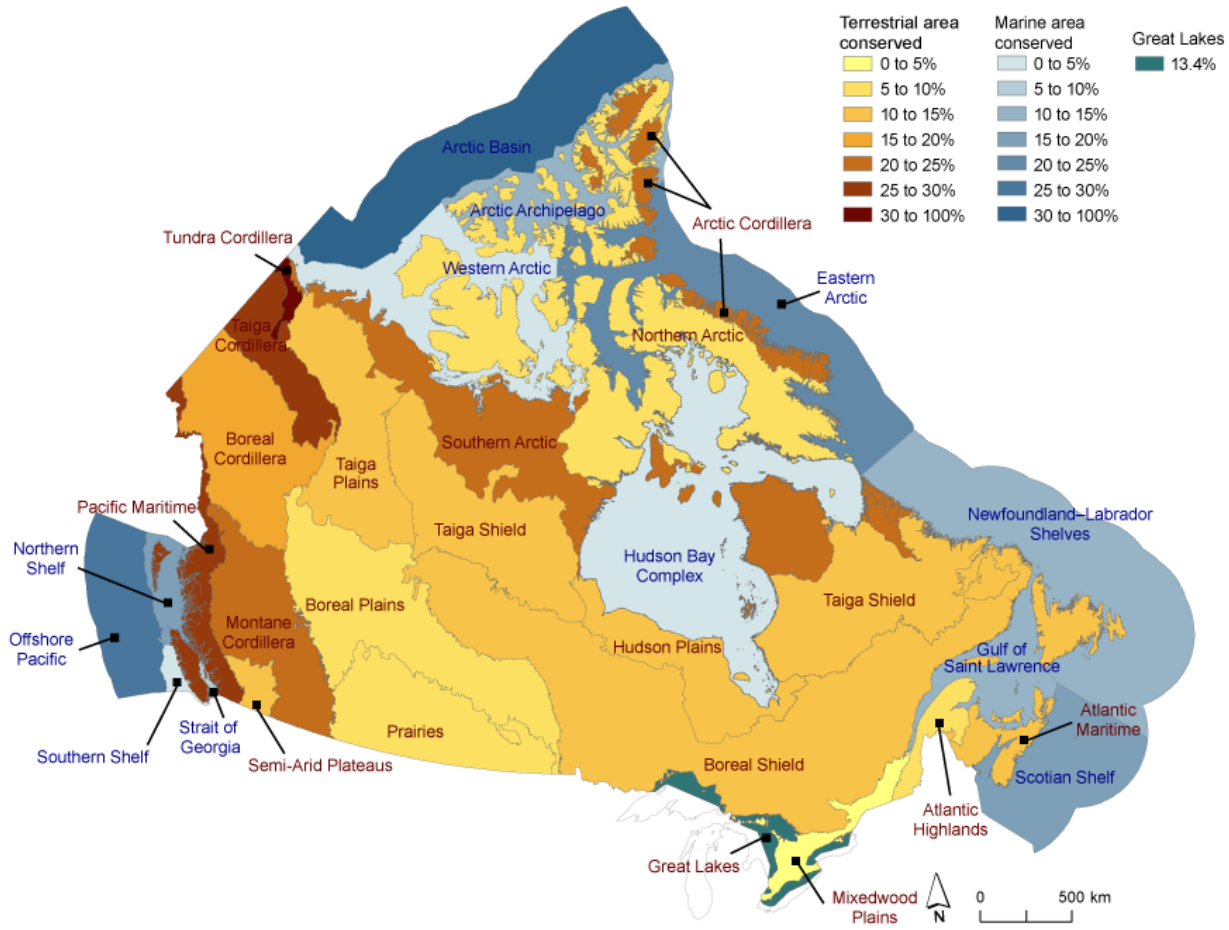 Terrestrial area
conserved
0 to 5%
5 to 10%
10 to 15%
15 to 20%
20 to 25%
25 to 30%
30 to 100%
Marine area
conserved
0 to 5%
5 to 10%
10 to 15%
15 to 20%
20 to 25%
25 to 30%
30 to 100%
Great Lakes
13.4%
Arctic Basin
Arctic Archipelago
Arctic Cordillera
Tundra Cordillera
Western Arctic
Eastern
Arctic
Taiga
Cordillera
Northern Arctic
Boreal
Cordillera
Southern Arctic
Taiga
Plains
Pacific Maritime
Taiga Shield
Newfoundland–Labrador
Shelves
Northern
Shelf
Hudson Bay
Complex
Boreal Plains
Taiga Shield
Montane
Cordillera
Offshore
Pacific
Hudson Plains
Gulf of
Saint Lawrence
Strait of
Georgia
Southern Shelf
Semi-Arid Plateaus
Prairies
Boreal Shield
Atlantic
Maritime
Scotian Shelf
Atlantic
Highlands
Great Lakes
Mixedwood
Plains
N
0 500 km